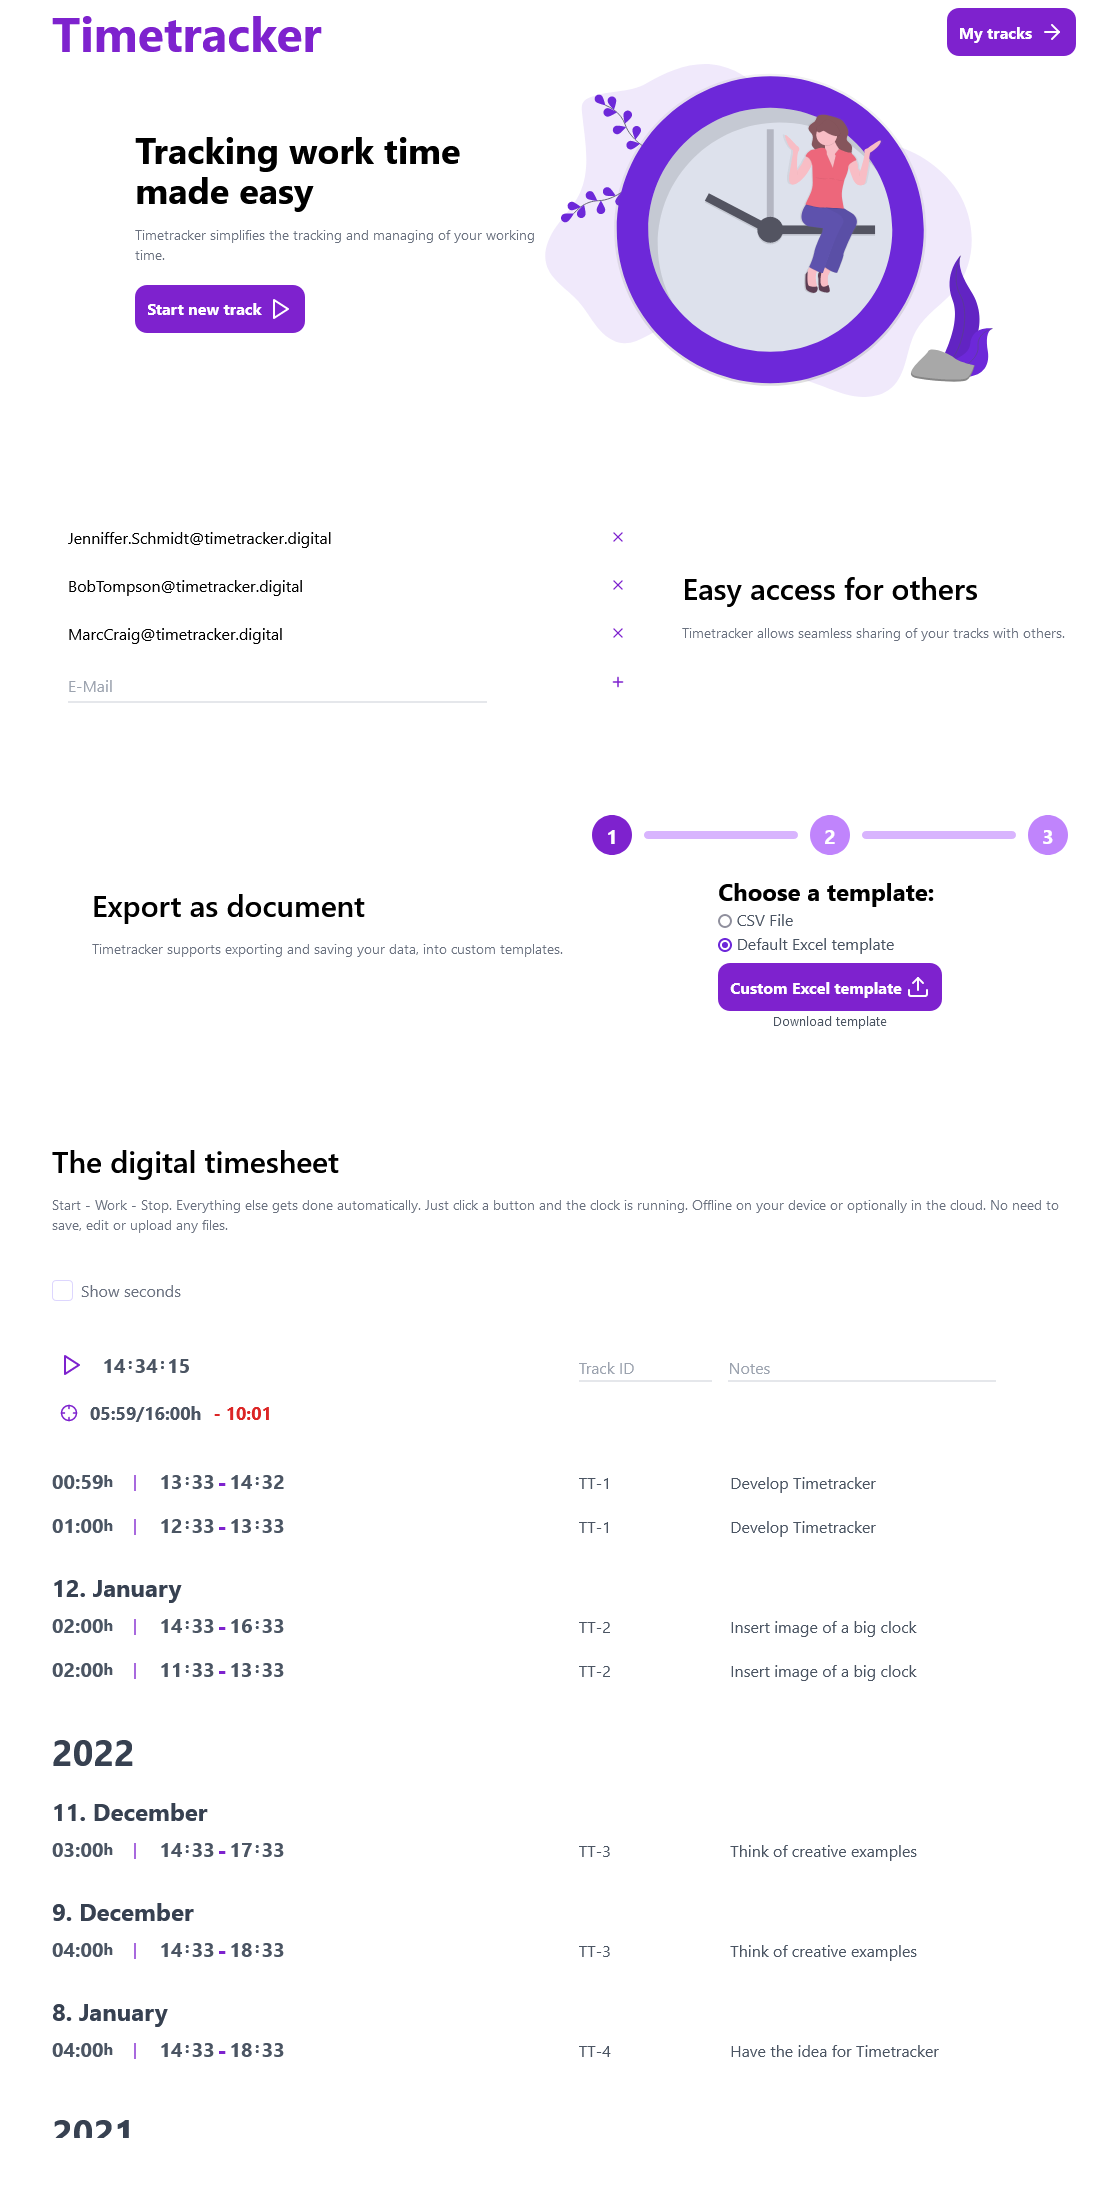 Timetracker
My tracks
Tracking work time
made easy
Timetracker simplifies the tracking and managing of your working
time.
Start new track
Jenniffer.Schmidt@timetracker.digital
BobTompson@timetracker.digital
MarcCraig@timetracker.digital
E-Mail
Easy access for others
Timetracker allows seamless sharing of your tracks with others.
1 2 3
Export as document
Timetracker supports exporting and saving your data, into custom templates.
Choose a template:
CSV File
Default Excel template
Custom Excel template
Download template
The digital timesheet
Start - Work - Stop. Everything else gets done automatically. Just click a button and the clock is running. Offline on your device or optionally in the cloud. No need to
save, edit or upload any files.
Show seconds
14:34:15 Track ID Notes
05:59/16:00h - 10:01
00:59h | 13:33 - 14:32 TT-1 Develop Timetracker
01:00h | 12:33 - 13:33 TT-1 Develop Timetracker
12. January
02:00h | 14:33 - 16:33 TT-2 Insert image of a big clock
02:00h | 11:33 - 13:33 TT-2 Insert image of a big clock
2022
11. December
03:00h | 14:33 - 17:33 TT-3 Think of creative examples
9. December
04:00h | 14:33 - 18:33 TT-3 Think of creative examples
8. January
04:00h | 14:33 - 18:33 TT-4 Have the idea for Timetracker
2021